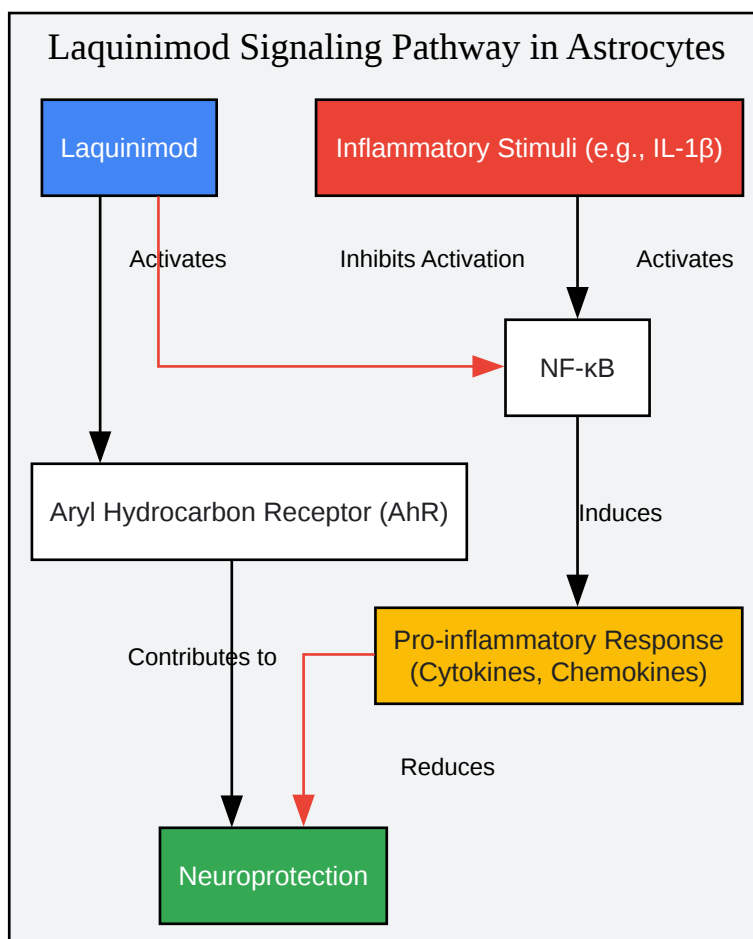 Laquinimod Signaling Pathway in Astrocytes
Laquinimod
Inflammatory Stimuli (e.g., IL-1β)
Activates
Inhibits Activation
Activates
NF-κB
Aryl Hydrocarbon Receptor (AhR)
Induces
Pro-inflammatory Response
(Cytokines, Chemokines)
Contributes to
Reduces
Neuroprotection